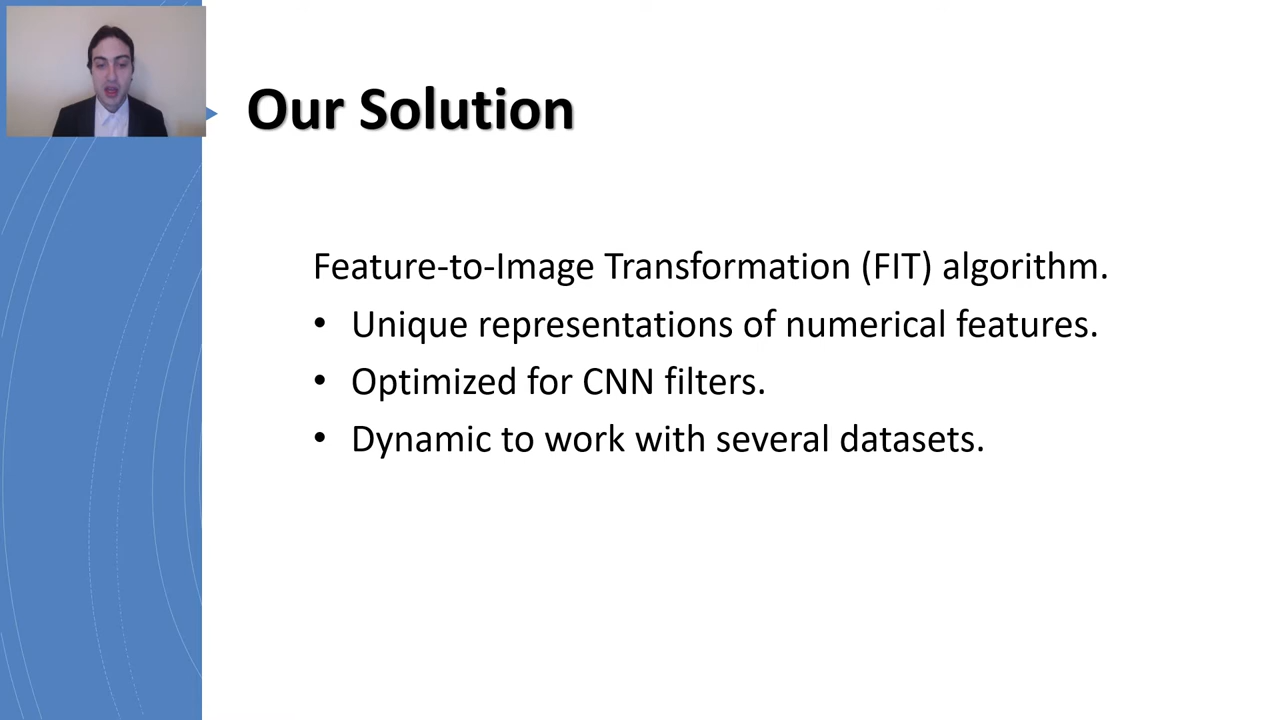 Our Solution
Feature-to-Image Transformation (FIT) algorithm.
• Unique representations of numerical features.
• Optimized for CNN filters.
• Dynamic to work with several datasets.